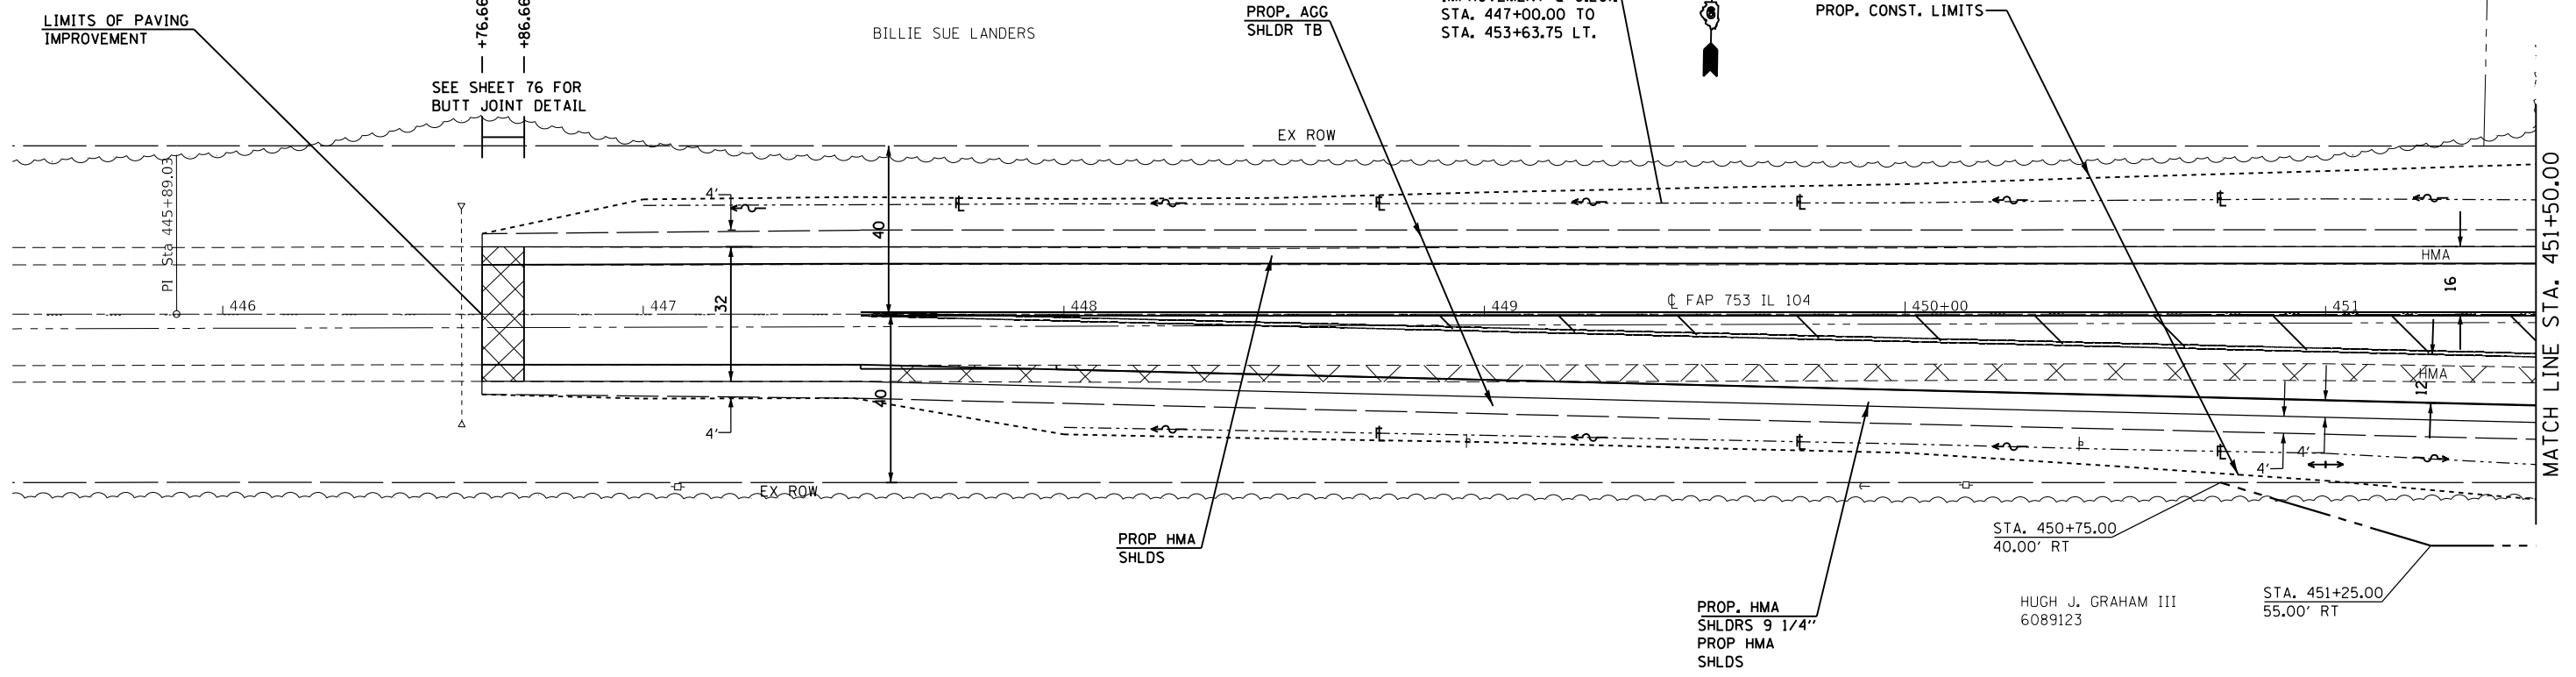 LIMITS OF PAVING
IMPROVEMENT
+76.66
+86.66
SEE SHEET 76 FOR
BUTT JOINT DETAIL
BILLIE SUE LANDERS
PROP. AGG
SHLDR TB
STA. 447+00.00 TO
STA. 453+63.75 LT.
PROP. CONST. LIMITS
EX ROW
PI Sta 445+89.03
4'
40
HMA
446
447
32
448
449
℄ FAP 753 IL 104
450+00
451
16
HMA
12
40
4'
4'
4'
EX ROW
MATCH LINE STA. 451+50.00
PROP HMA
SHLDS
STA. 450+75.00
40.00' RT
STA. 451+25.00
55.00' RT
HUGH J. GRAHAM III
6089123
PROP. HMA
SHLDRS 9 1/4"
PROP HMA
SHLDS